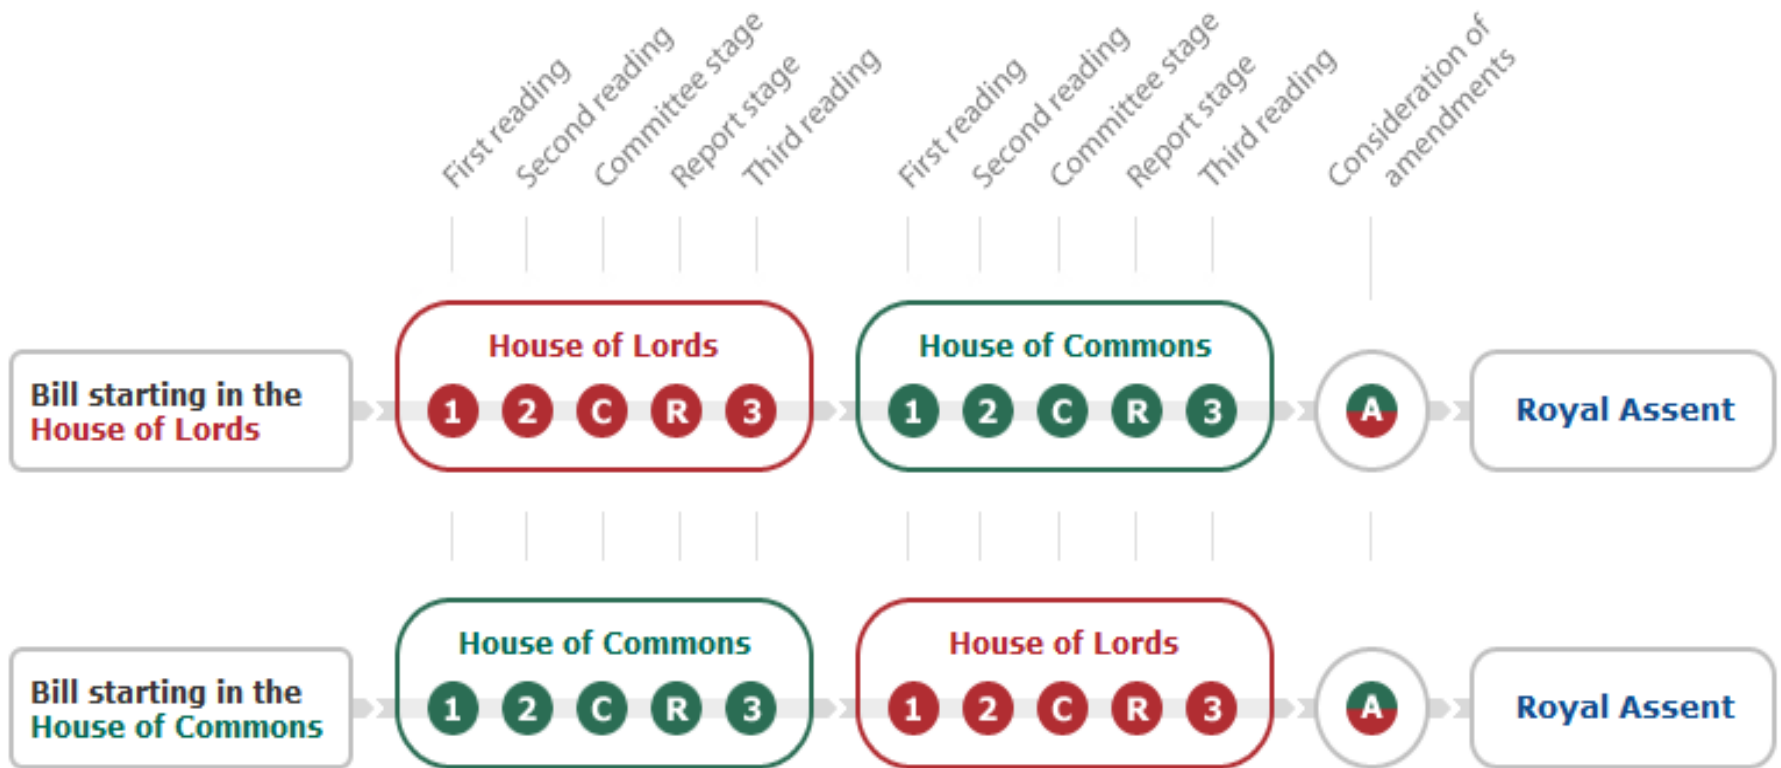 First reading
Second reading
Committee stage
Report stage
Third reading
First reading
Second reading
Committee stage
Report stage
Third reading
Consideration of
amendments
Bill starting in the
House of Lords
House of Lords
1 2 C R 3
House of Commons
1 2 C R 3
A
Royal Assent
Bill starting in the
House of Commons
House of Commons
1 2 C R 3
House of Lords
1 2 C R 3
A
Royal Assent